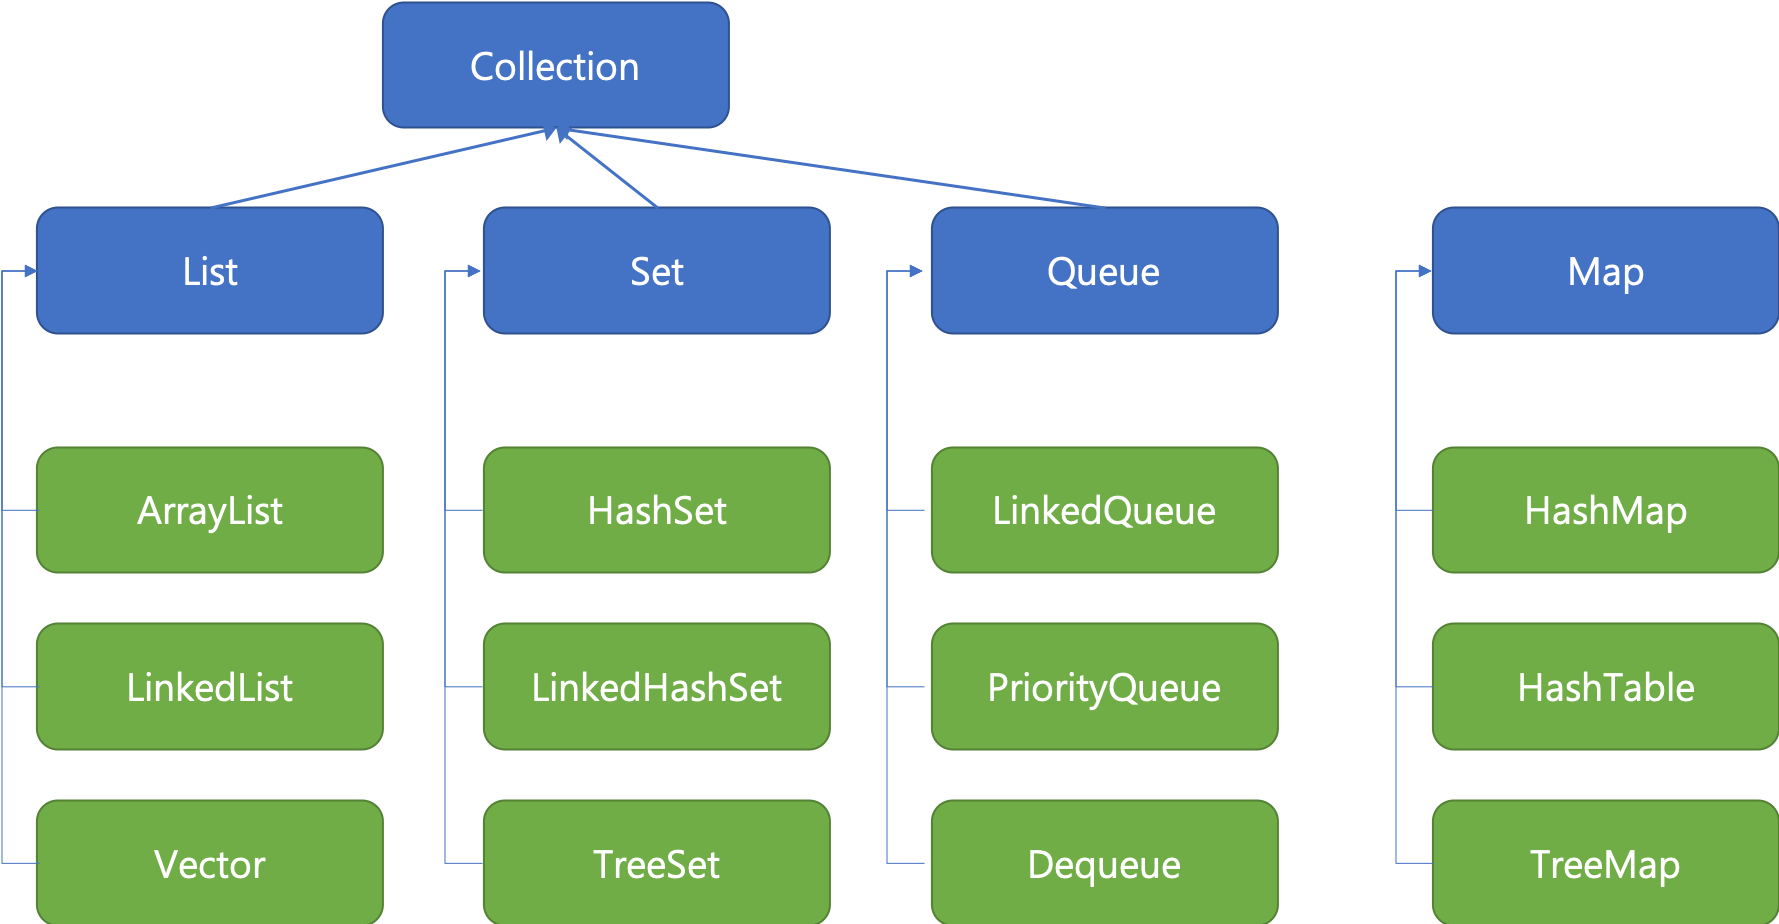 Collection
List
Set
Queue
Map
ArrayList
HashSet
LinkedQueue
HashMap
LinkedList
LinkedHashSet
PriorityQueue
HashTable
Vector
TreeSet
Dequeue
TreeMap